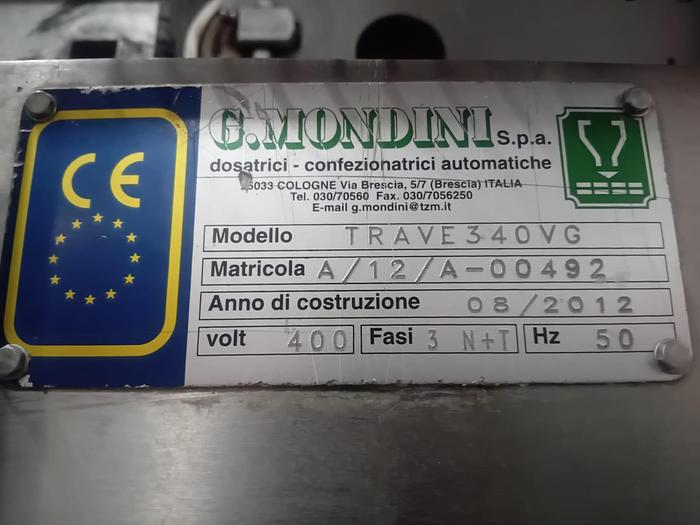 CE
G.MONDINI S.p.a.
dosatrici - confezionatrici automatiche
25033 COLOGNE Via Brescia, 5/7 (Brescia) ITALIA
Tel. 030/70560 Fax. 030/7056250
E-mail g.mondini@tzm.it
Modello TRAVE340VG
Matricola A/12/A-00492
Anno di costruzione 08/2012
volt 400 Fasi 3 N+T Hz 50